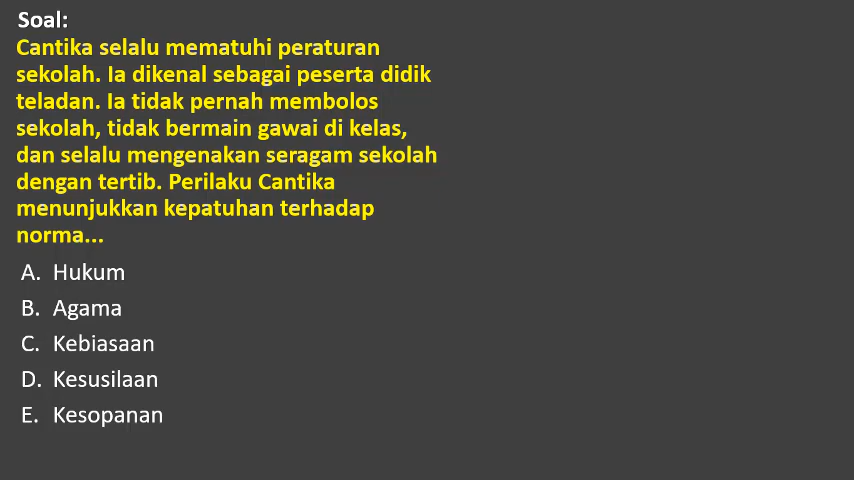 Soal:
Cantika selalu mematuhi peraturan
sekolah. Ia dikenal sebagai peserta didik
teladan. Ia tidak pernah membolos
sekolah, tidak bermain gawai di kelas,
dan selalu mengenakan seragam sekolah
dengan tertib. Perilaku Cantika
menunjukkan kepatuhan terhadap
norma...
A. Hukum
B. Agama
C. Kebiasaan
D. Kesusilaan
E. Kesopanan